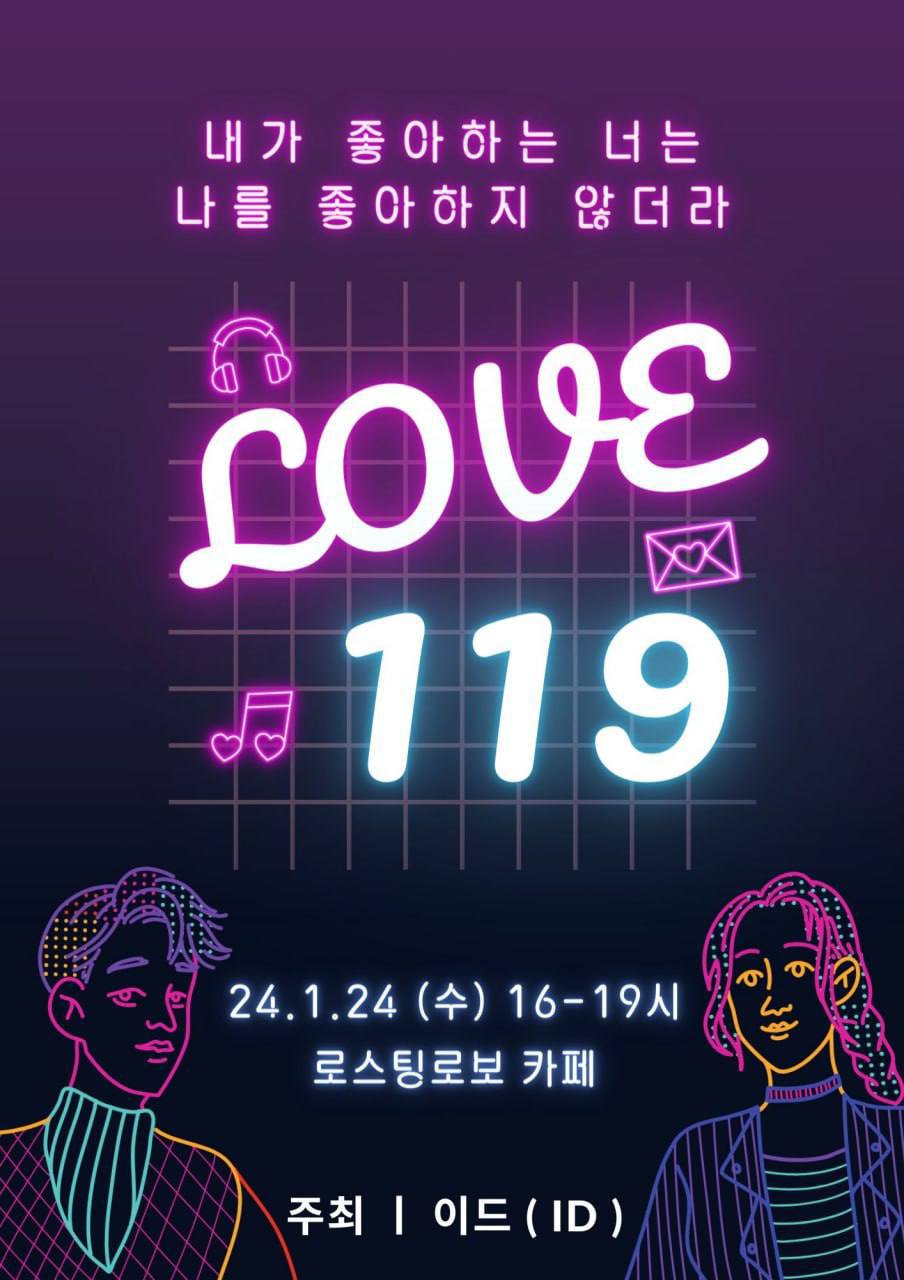 내가 좋아하는 너는
나를 좋아하지 않더라
LOVE
119
24.1.24 (수) 16-19시
로스팅로보 카페
주최 | 이드 ( ID )